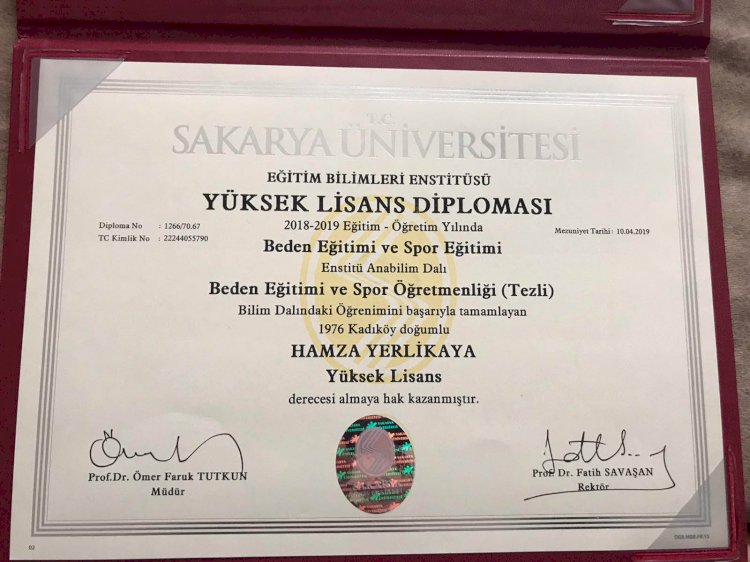 T.C.
SAKARYA ÜNİVERSİTESİ
EĞİTİM BİLİMLERİ ENSTİTÜSÜ
YÜKSEK LİSANS DİPLOMASI
Diploma No : 1266/70.67
TC Kimlik No : 22244055790
2018-2019 Eğitim - Öğretim Yılında
Mezuniyet Tarihi: 10.04.2019
Beden Eğitimi ve Spor Eğitimi
Enstitü Anabilim Dalı
Beden Eğitimi ve Spor Öğretmenliği (Tezli)
Bilim Dalındaki Öğrenimini başarıyla tamamlayan
1976 Kadıköy doğumlu
HAMZA YERLİKAYA
Yüksek Lisans
derecesi almaya hak kazanmıştır.
Prof.Dr. Ömer Faruk TUTKUN
Müdür
Prof. Dr. Fatih SAVAŞAN
Rektör
SAKARYA ÜNİVERSİTESİ
02